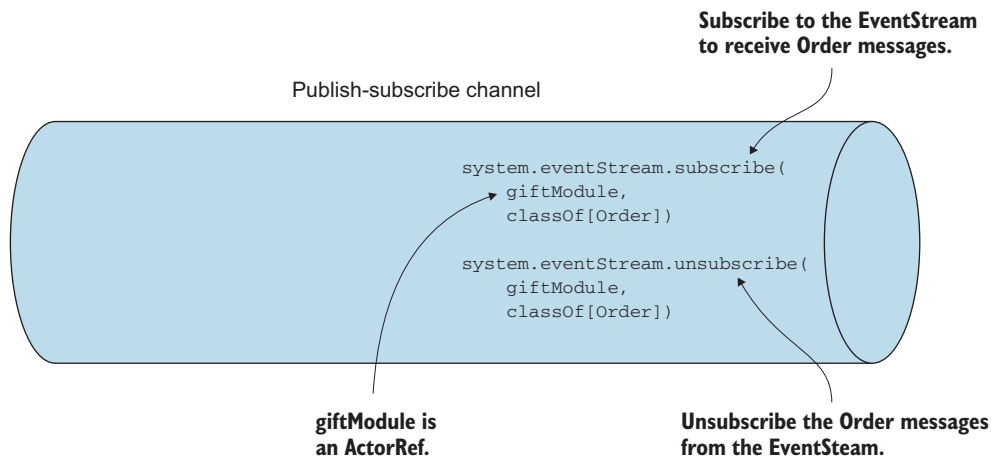 Subscribe to the EventStream
to receive Order messages.
Publish-subscribe channel
system.eventStream.subscribe(
giftModule,
classOf[Order])
system.eventStream.unsubscribe(
giftModule,
classOf[Order])
giftModule is
an ActorRef.
Unsubscribe the Order messages
from the EventSteam.